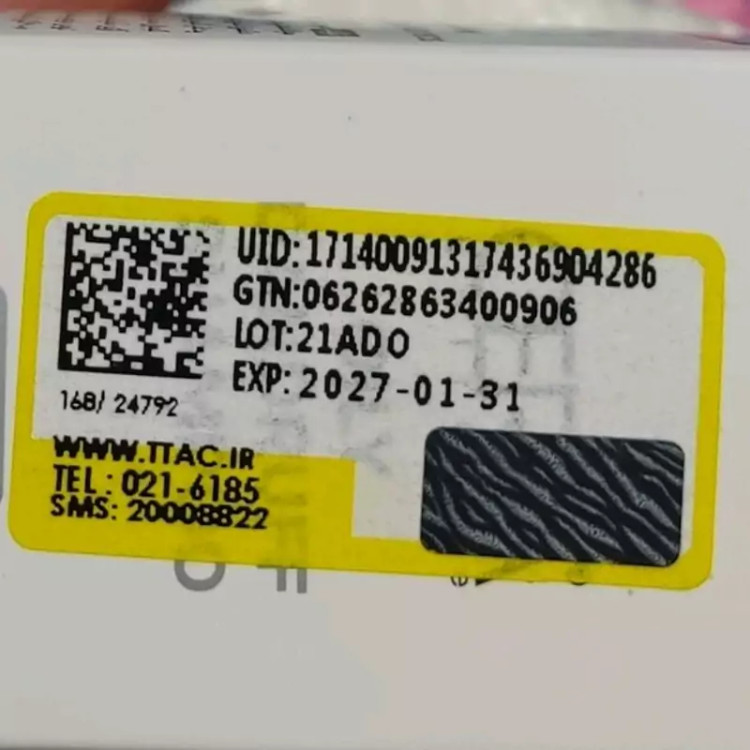 UID:17140091317436904286
GTN:06262863400906
LOT:21ADO
EXP:2027-01-31
168/ 24792
WWW.TTAC.IR
TEL: 021-6185
SMS: 20008822